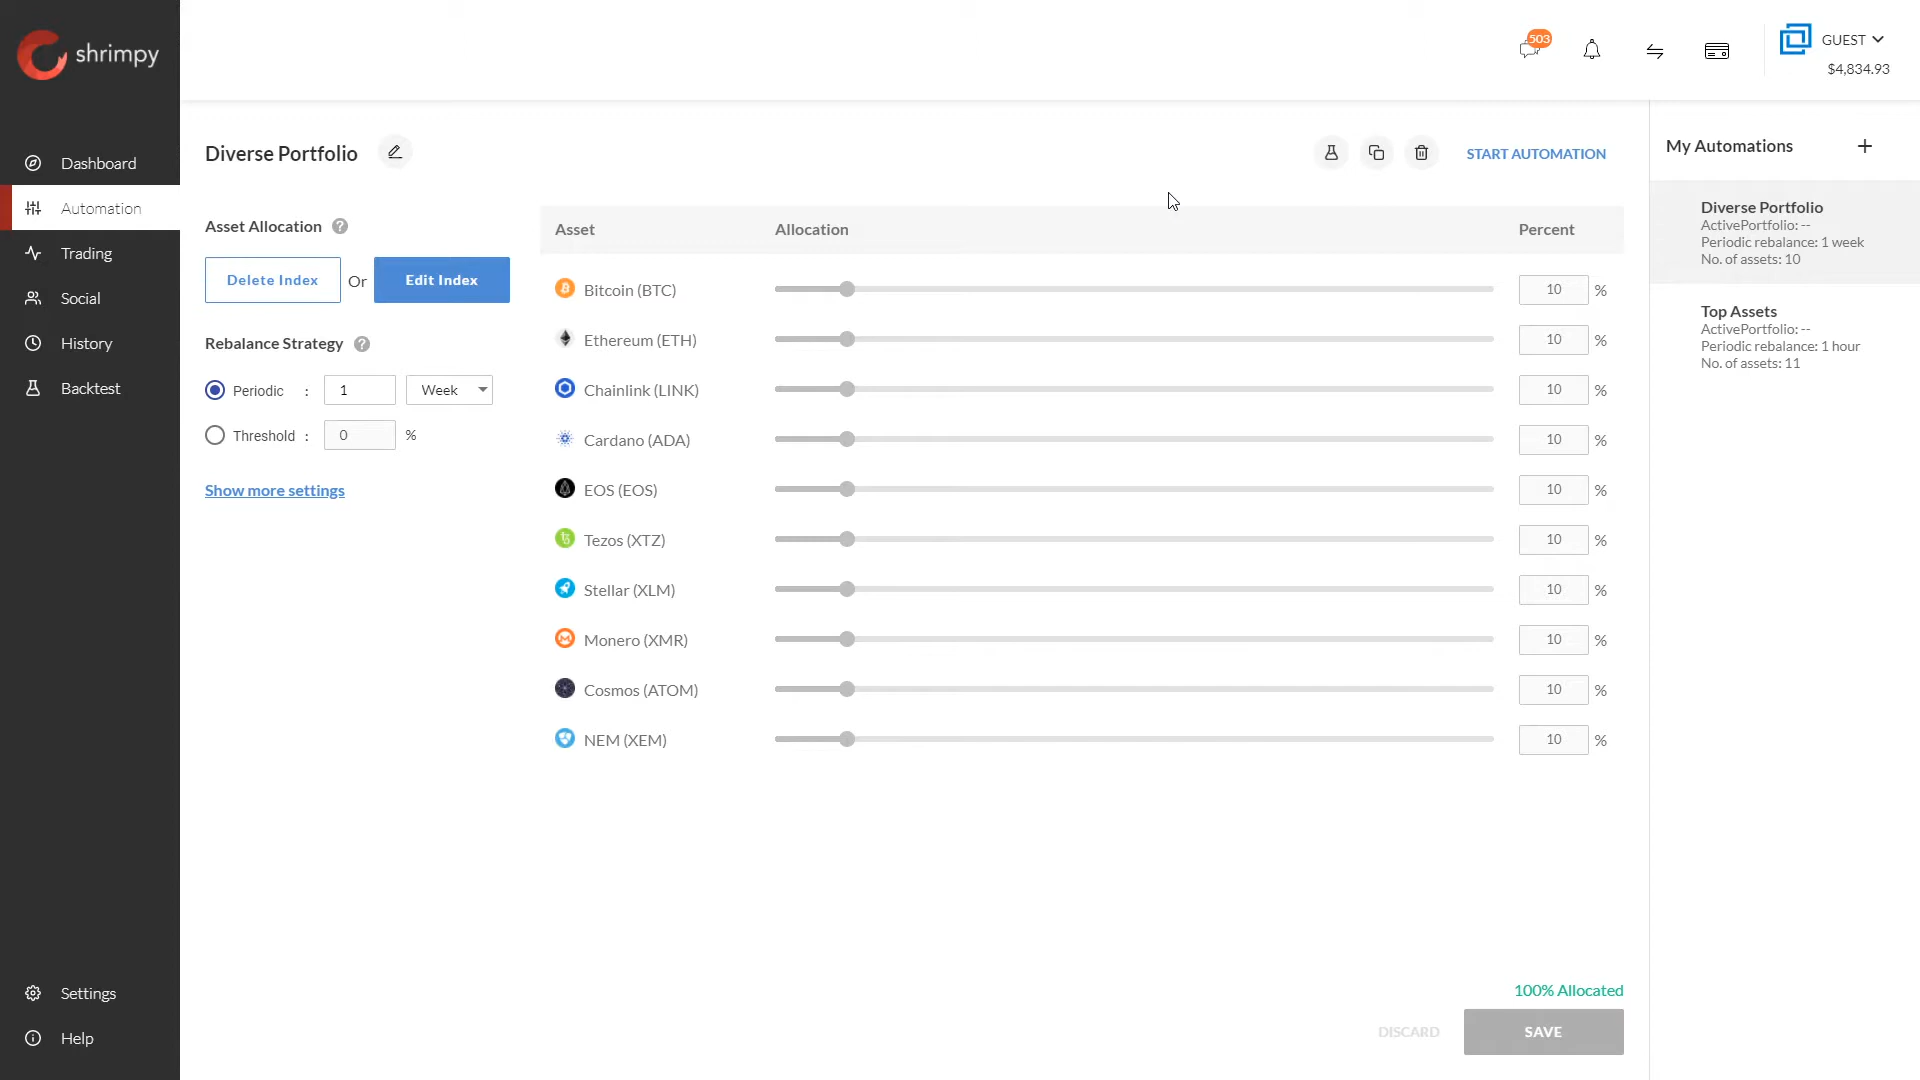 shrimpy
503
GUEST
$4,834.93
Dashboard
Automation
Trading
Social
History
Backtest
Settings
Help
Diverse Portfolio
START AUTOMATION
Asset Allocation ?
Delete Index Or Edit Index
Rebalance Strategy ?
Periodic : 1 Week
Threshold : 0 %
Show more settings
Asset Allocation Percent
Bitcoin (BTC) 10 %
Ethereum (ETH) 10 %
Chainlink (LINK) 10 %
Cardano (ADA) 10 %
EOS (EOS) 10 %
Tezos (XTZ) 10 %
Stellar (XLM) 10 %
Monero (XMR) 10 %
Cosmos (ATOM) 10 %
NEM (XEM) 10 %
100% Allocated
DISCARD SAVE
My Automations +
Diverse Portfolio
ActivePortfolio: --
Periodic rebalance: 1 week
No. of assets: 10
Top Assets
ActivePortfolio: --
Periodic rebalance: 1 hour
No. of assets: 11